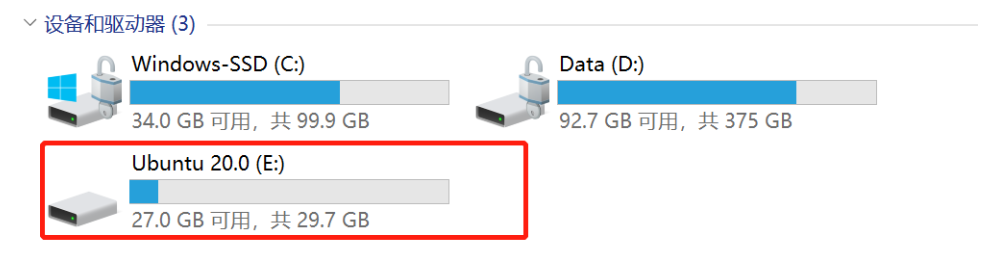 设备和驱动器 (3)
Windows-SSD (C:)
34.0 GB 可用，共 99.9 GB
Data (D:)
92.7 GB 可用，共 375 GB
Ubuntu 20.0 (E:)
27.0 GB 可用，共 29.7 GB